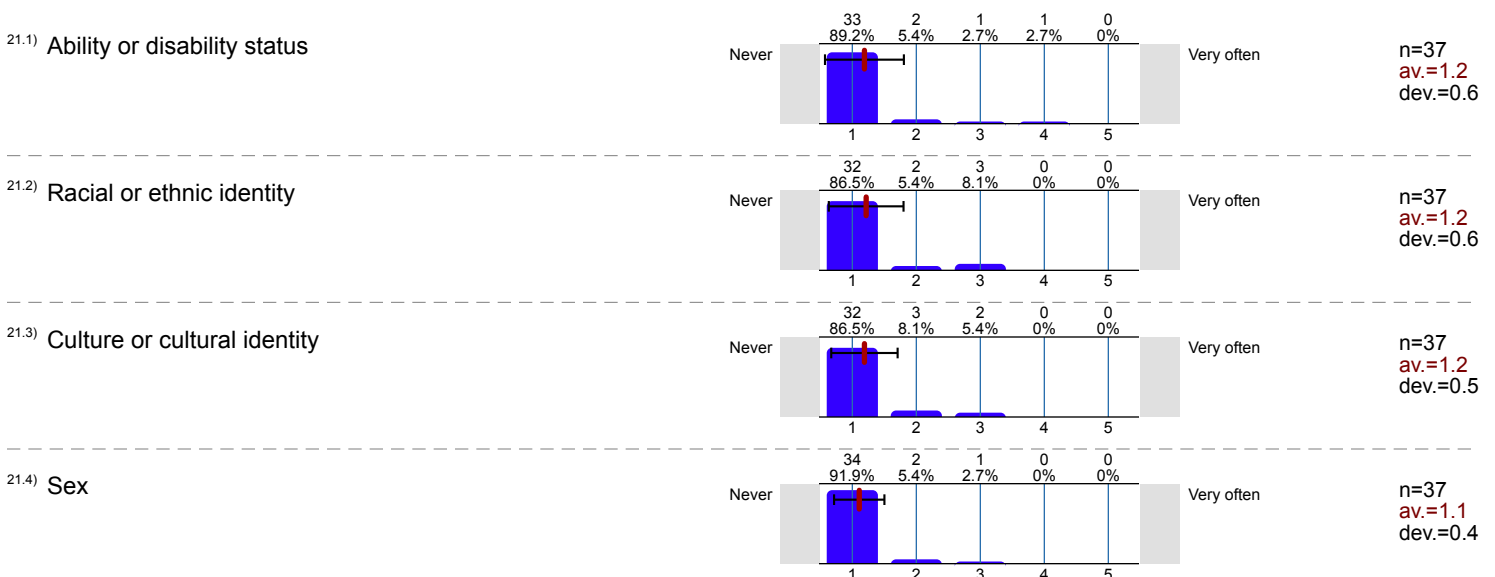 21.1) Ability or disability status
33 2 1 1 0
89.2% 5.4% 2.7% 2.7% 0%
Never Very often
1 2 3 4 5
n=37
av.=1.2
dev.=0.6
21.2) Racial or ethnic identity
32 2 3 0 0
86.5% 5.4% 8.1% 0% 0%
Never Very often
1 2 3 4 5
n=37
av.=1.2
dev.=0.6
21.3) Culture or cultural identity
32 3 2 0 0
86.5% 8.1% 5.4% 0% 0%
Never Very often
1 2 3 4 5
n=37
av.=1.2
dev.=0.5
21.4) Sex
34 2 1 0 0
91.9% 5.4% 2.7% 0% 0%
Never Very often
1 2 3 4 5
n=37
av.=1.1
dev.=0.4